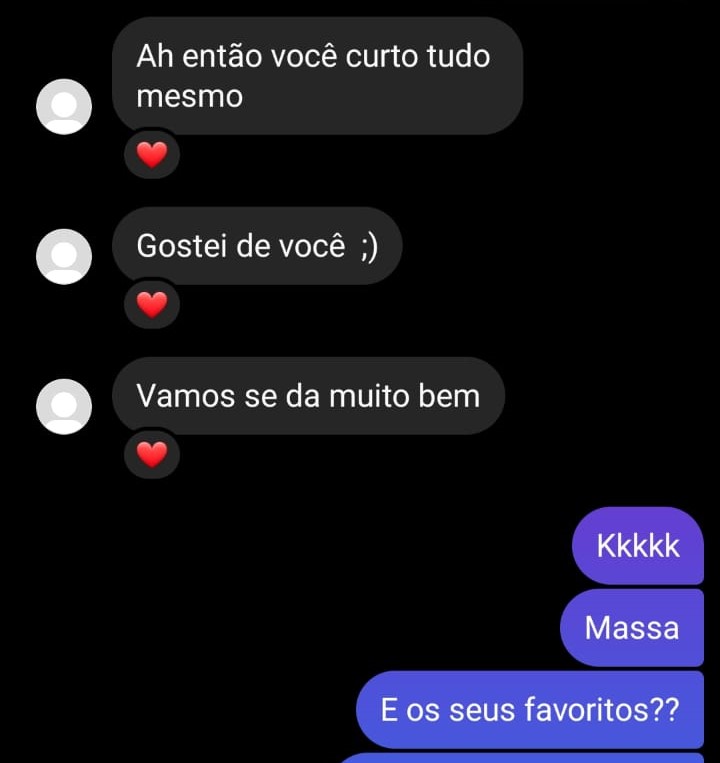 Ah então você curto tudo
mesmo
❤️
Gostei de você ;)
❤️
Vamos se da muito bem
❤️
Kkkkk
Massa
E os seus favoritos??